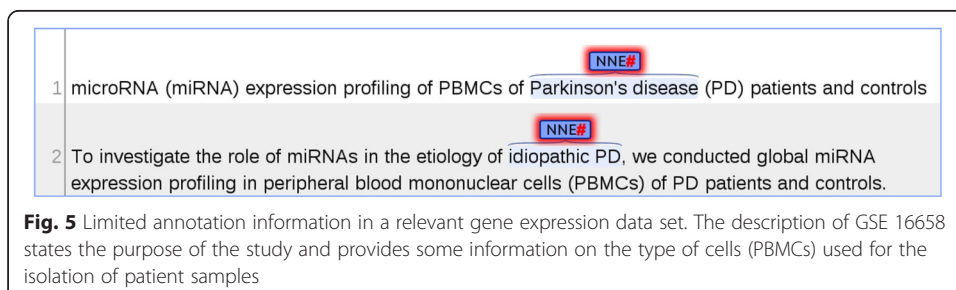 NNE#
1 microRNA (miRNA) expression profiling of PBMCs of Parkinson's disease (PD) patients and controls
NNE#
2 To investigate the role of miRNAs in the etiology of idiopathic PD, we conducted global miRNA
expression profiling in peripheral blood mononuclear cells (PBMCs) of PD patients and controls.
Fig. 5 Limited annotation information in a relevant gene expression data set. The description of GSE 16658
states the purpose of the study and provides some information on the type of cells (PBMCs) used for the
isolation of patient samples